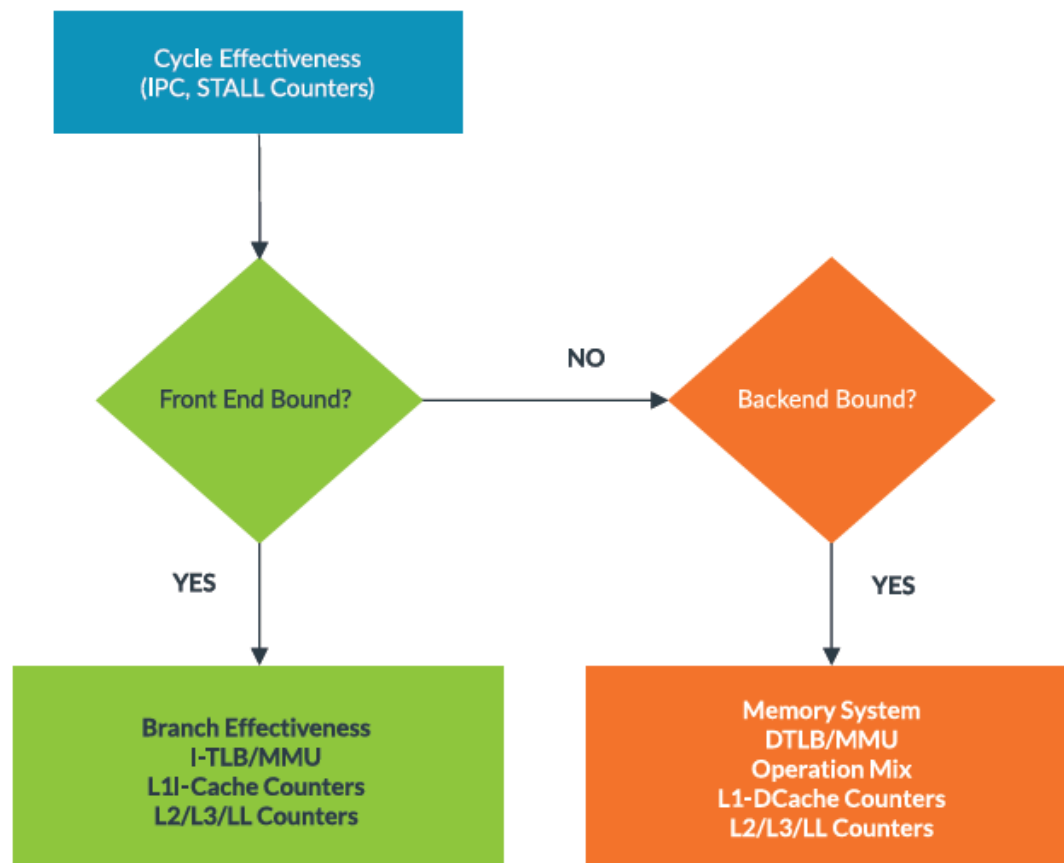 Cycle Effectiveness
(IPC, STALL Counters)
Front End Bound?
NO
Backend Bound?
YES
YES
Branch Effectiveness
I-TLB/MMU
L1I-Cache Counters
L2/L3/LL Counters
Memory System
DTLB/MMU
Operation Mix
L1-DCache Counters
L2/L3/LL Counters